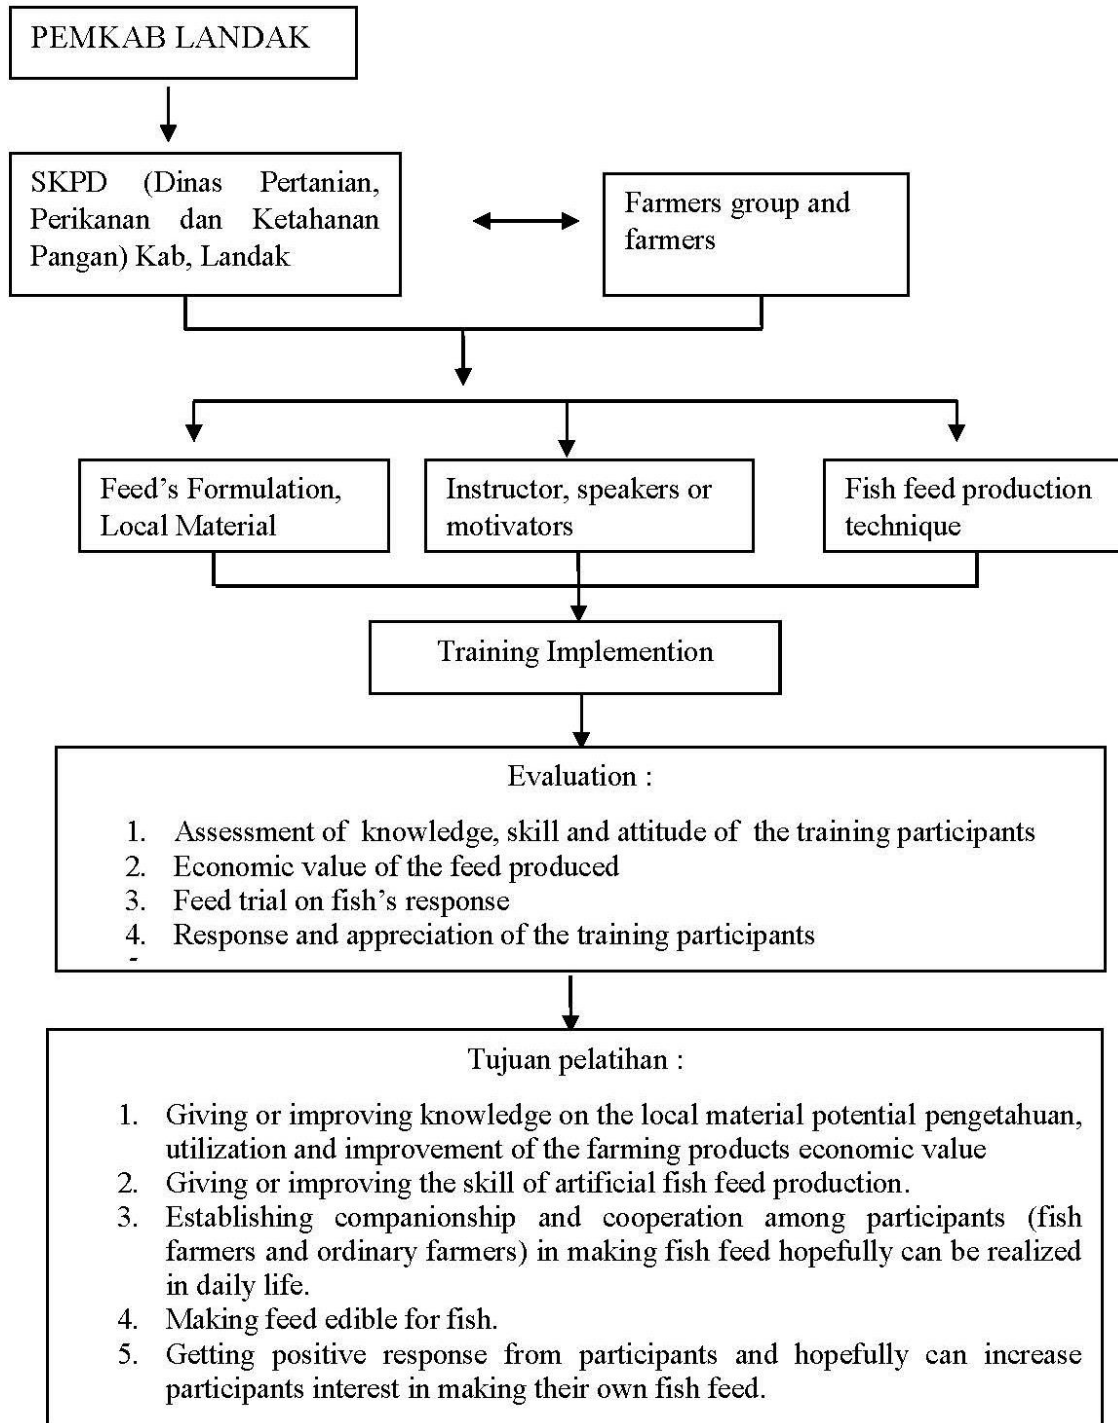 PEMKAB LANDAK
SKPD (Dinas Pertanian,
Perikanan dan Ketahanan
Pangan) Kab, Landak
Farmers group and
farmers
Feed's Formulation,
Local Material
Instructor, speakers or
motivators
Fish feed production
technique
Training Implemention
Evaluation :
1. Assessment of knowledge, skill and attitude of the training participants
2. Economic value of the feed produced
3. Feed trial on fish's response
4. Response and appreciation of the training participants
Tujuan pelatihan :
1. Giving or improving knowledge on the local material potential pengetahuan,
utilization and improvement of the farming products economic value
2. Giving or improving the skill of artificial fish feed production.
3. Establishing companionship and cooperation among participants (fish
farmers and ordinary farmers) in making fish feed hopefully can be realized
in daily life.
4. Making feed edible for fish.
5. Getting positive response from participants and hopefully can increase
participants interest in making their own fish feed.